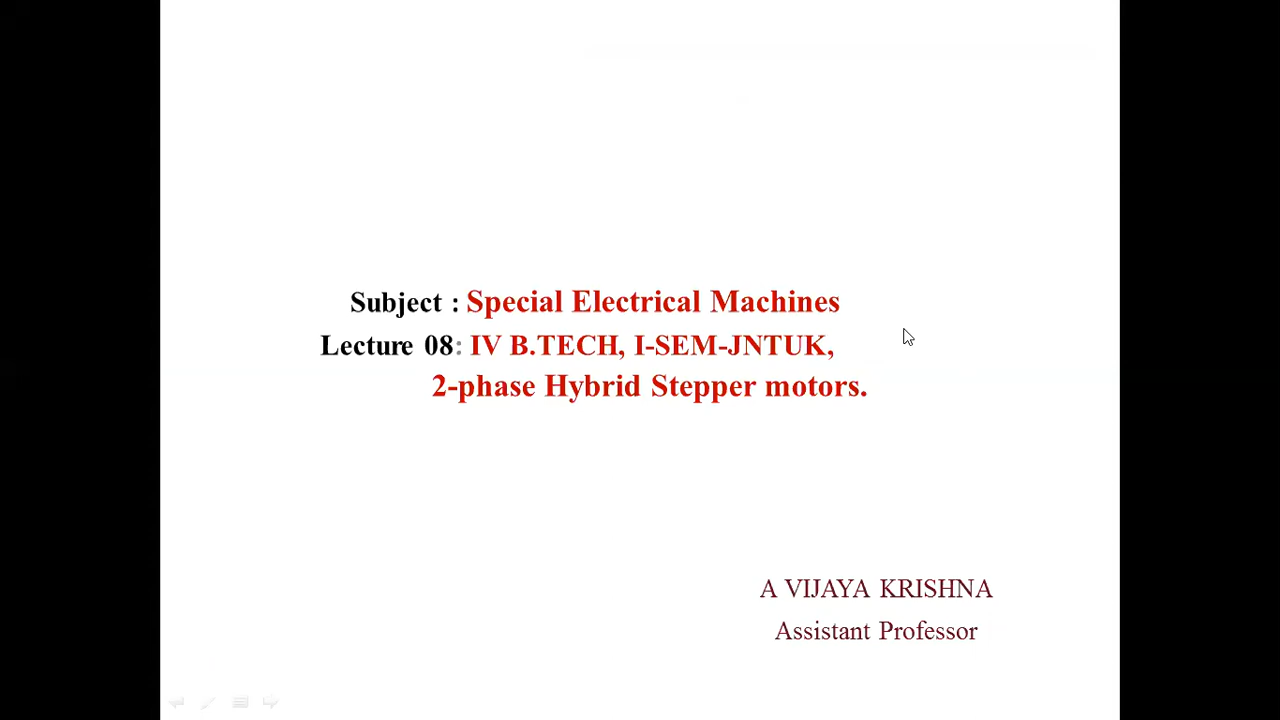 Subject : Special Electrical Machines
Lecture 08: IV B.TECH, I-SEM-JNTUK,
2-phase Hybrid Stepper motors.
A VIJAYA KRISHNA
Assistant Professor